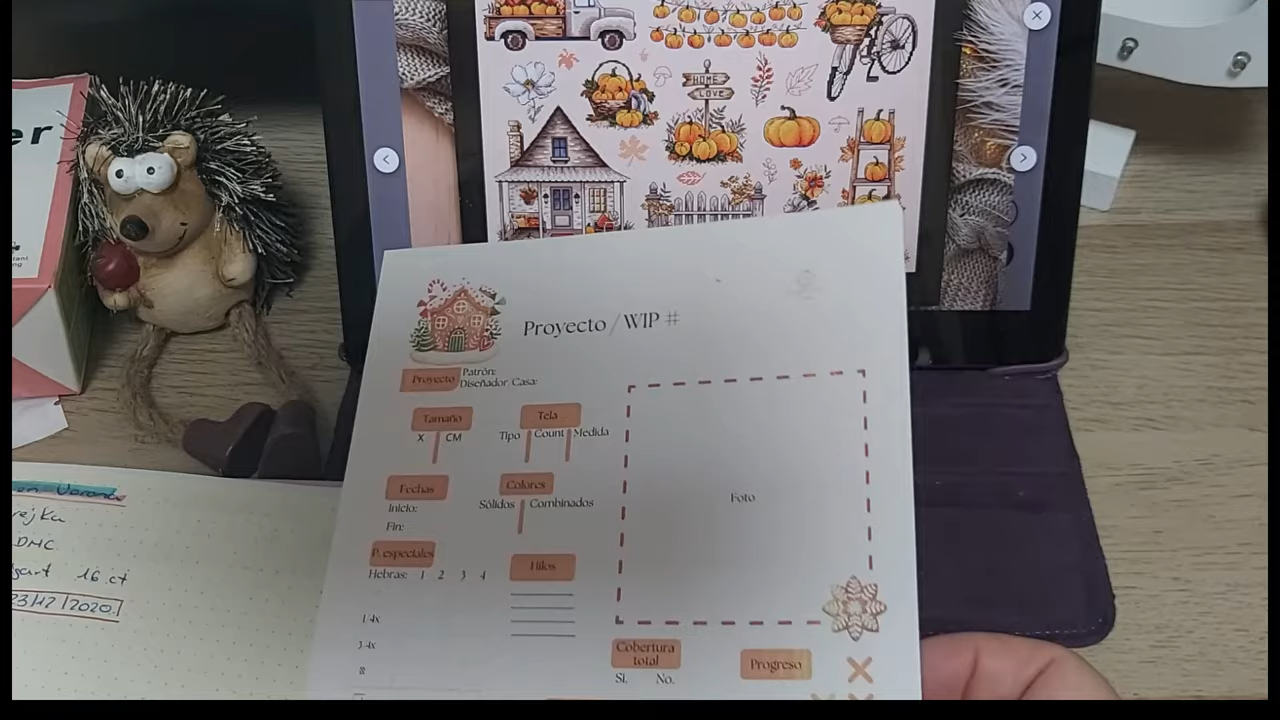 er
HOME
LOVE
Proyecto / WIP #
Proyecto
Patrón:
Diseñador Casa:
Tamaño
X CM
Tela
Tipo Count Medida
Fechas
Inicio:
Fin:
Colores
Sólidos Combinados
P. especiales
Hebras: 1 2 3 4
1/4x
3/4x
Hilos
Foto
Cobertura
total
Si. No.
Progreso
DMC
16 ct
23/12/2020